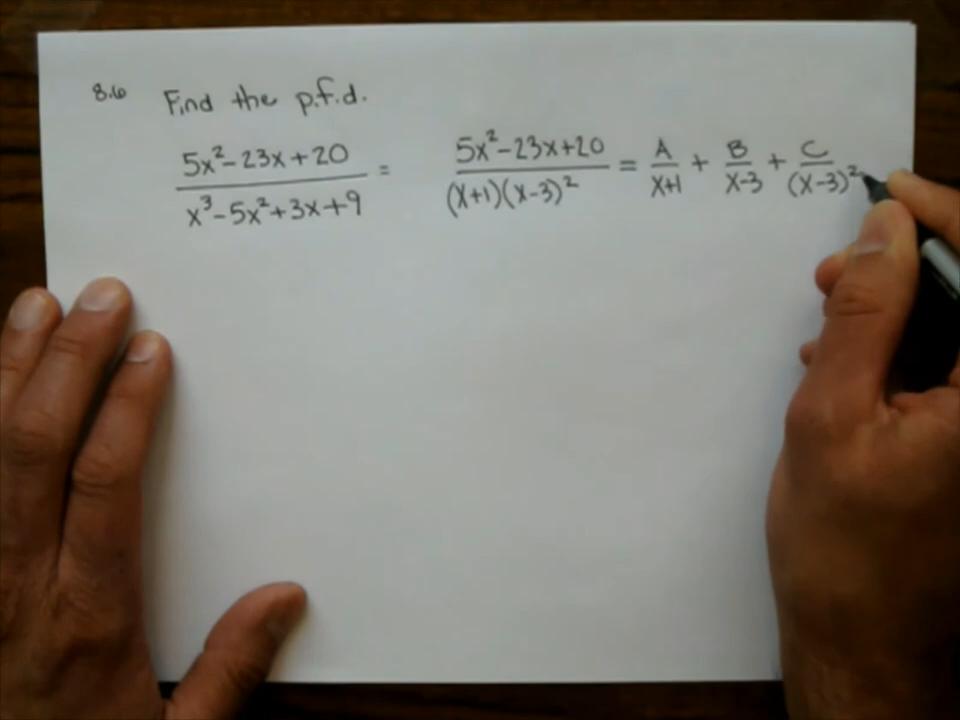 8.6 Find the p.f.d.
5x²-23x+20 / x³-5x²+3x+9 = 5x²-23x+20 / (x+1)(x-3)² = A / x+1 + B / x-3 + C / (x-3)²